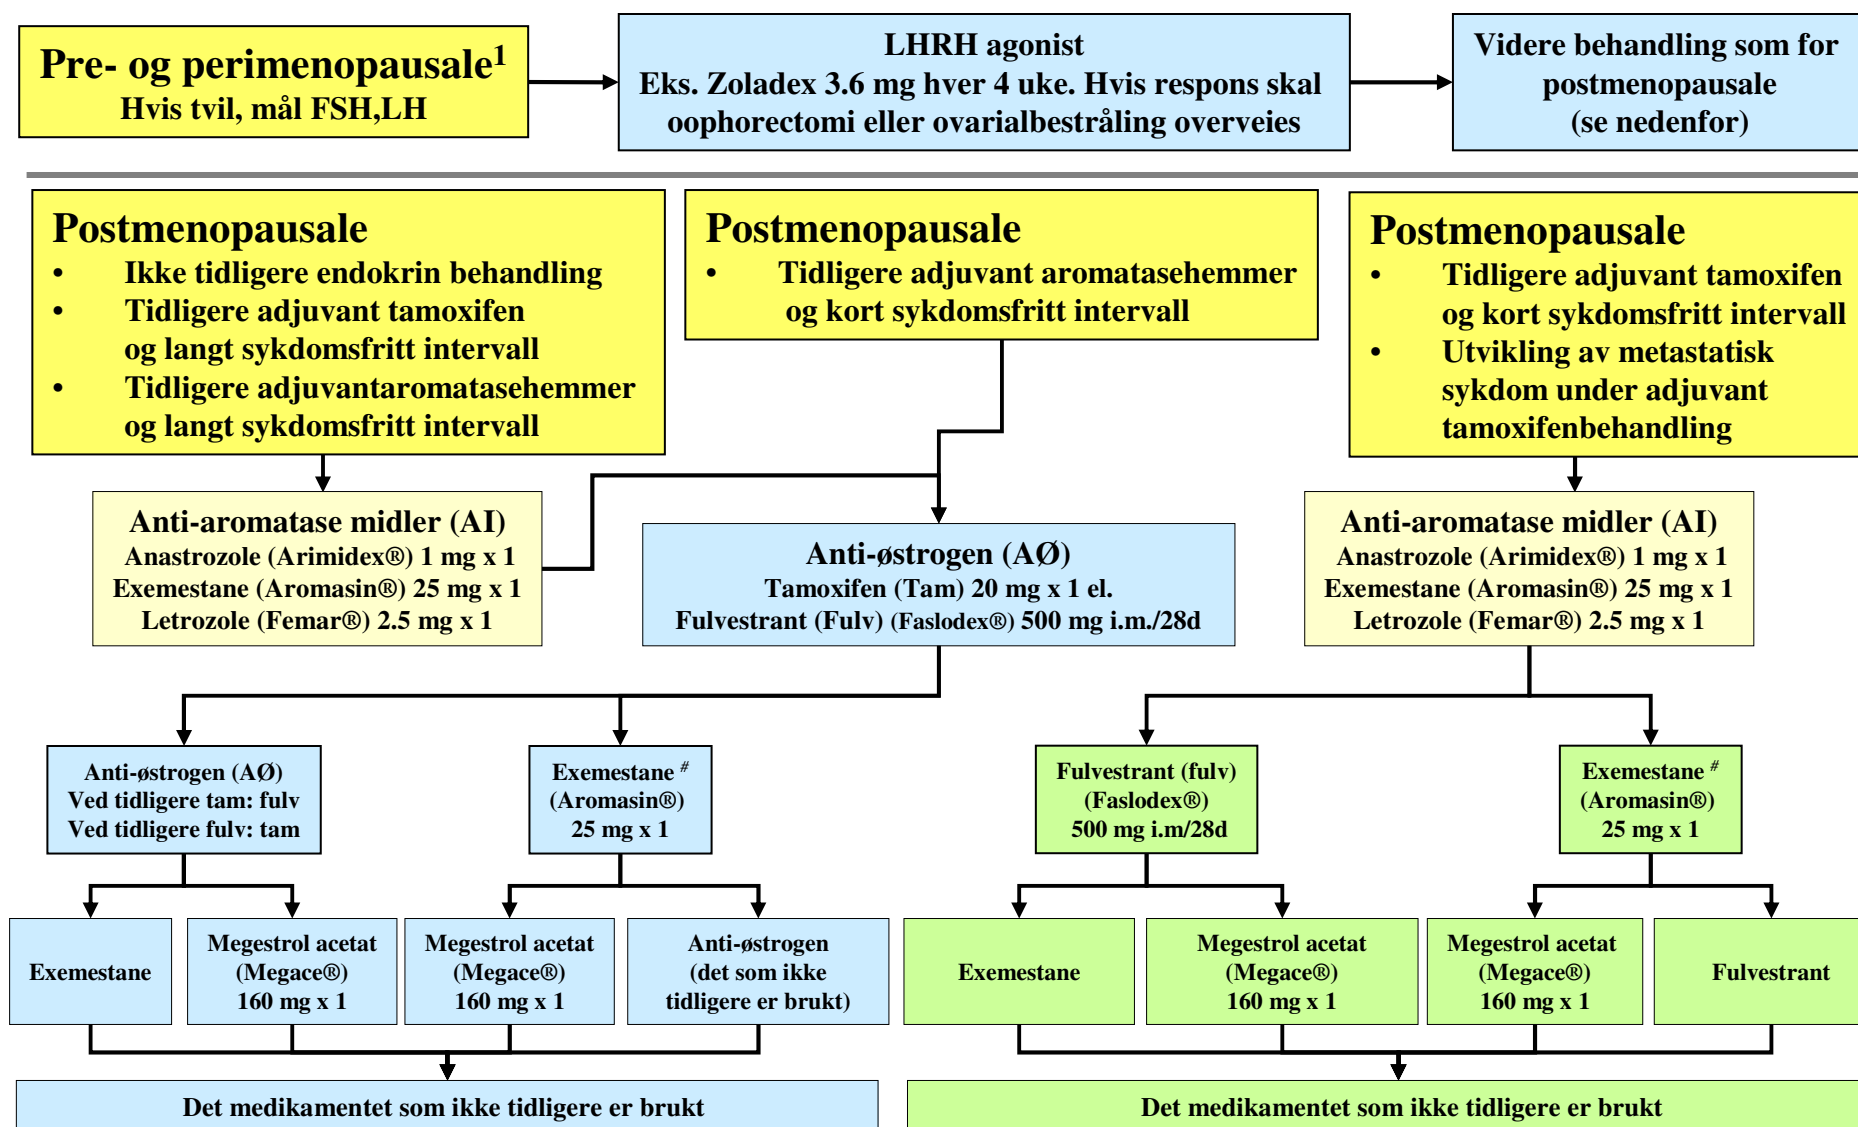 Pre- og perimenopausale1
Hvis tvil, mål FSH,LH
LHRH agonist
Eks. Zoladex 3.6 mg hver 4 uke. Hvis respons skal
oophorectomi eller ovarialbestråling overveies
Videre behandling som for
postmenopausale
(se nedenfor)
Postmenopausale
• Ikke tidligere endokrin behandling
• Tidligere adjuvant tamoxifen
og langt sykdomsfritt intervall
• Tidligere adjuvantaromatasehemmer
og langt sykdomsfritt intervall
Postmenopausale
• Tidligere adjuvant aromatasehemmer
og kort sykdomsfritt intervall
Postmenopausale
• Tidligere adjuvant tamoxifen
og kort sykdomsfritt intervall
• Utvikling av metastatisk
sykdom under adjuvant
tamoxifenbehandling
Anti-aromatase midler (AI)
Anastrozole (Arimidex®) 1 mg x 1
Exemestane (Aromasin®) 25 mg x 1
Letrozole (Femar®) 2.5 mg x 1
Anti-østrogen (AØ)
Tamoxifen (Tam) 20 mg x 1 el.
Fulvestrant (Fulv) (Faslodex®) 500 mg i.m./28d
Anti-aromatase midler (AI)
Anastrozole (Arimidex®) 1 mg x 1
Exemestane (Aromasin®) 25 mg x 1
Letrozole (Femar®) 2.5 mg x 1
Anti-østrogen (AØ)
Ved tidligere tam: fulv
Ved tidligere fulv: tam
Exemestane #
(Aromasin®)
25 mg x 1
Fulvestrant (fulv)
(Faslodex®)
500 mg i.m/28d
Exemestane #
(Aromasin®)
25 mg x 1
Exemestane
Megestrol acetat
(Megace®)
160 mg x 1
Megestrol acetat
(Megace®)
160 mg x 1
Anti-østrogen
(det som ikke
tidligere er brukt)
Exemestane
Megestrol acetat
(Megace®)
160 mg x 1
Megestrol acetat
(Megace®)
160 mg x 1
Fulvestrant
Det medikamentet som ikke tidligere er brukt
Det medikamentet som ikke tidligere er brukt